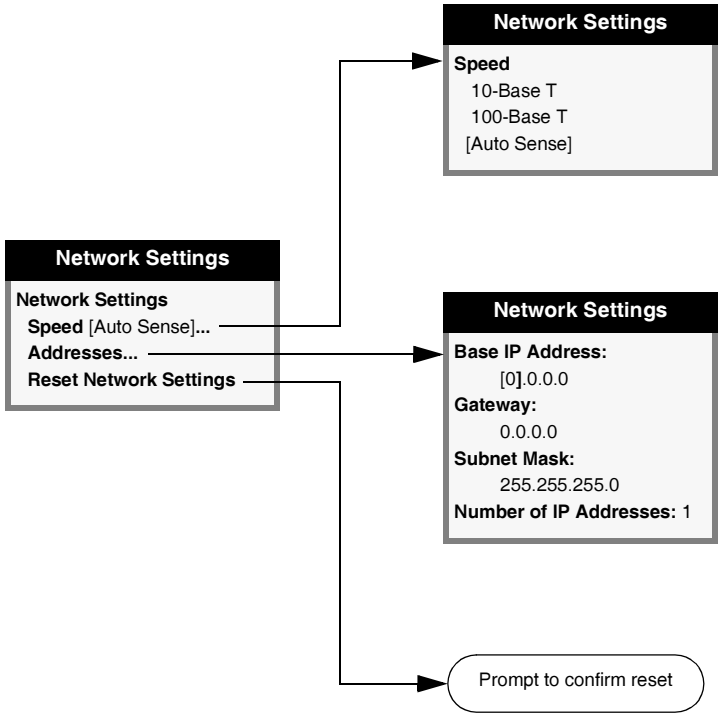 Network Settings
Speed
10-Base T
100-Base T
[Auto Sense]
Network Settings
Network Settings
Speed [Auto Sense]...
Addresses...
Reset Network Settings
Network Settings
Base IP Address:
[0].0.0.0
Gateway:
0.0.0.0
Subnet Mask:
255.255.255.0
Number of IP Addresses: 1
Prompt to confirm reset